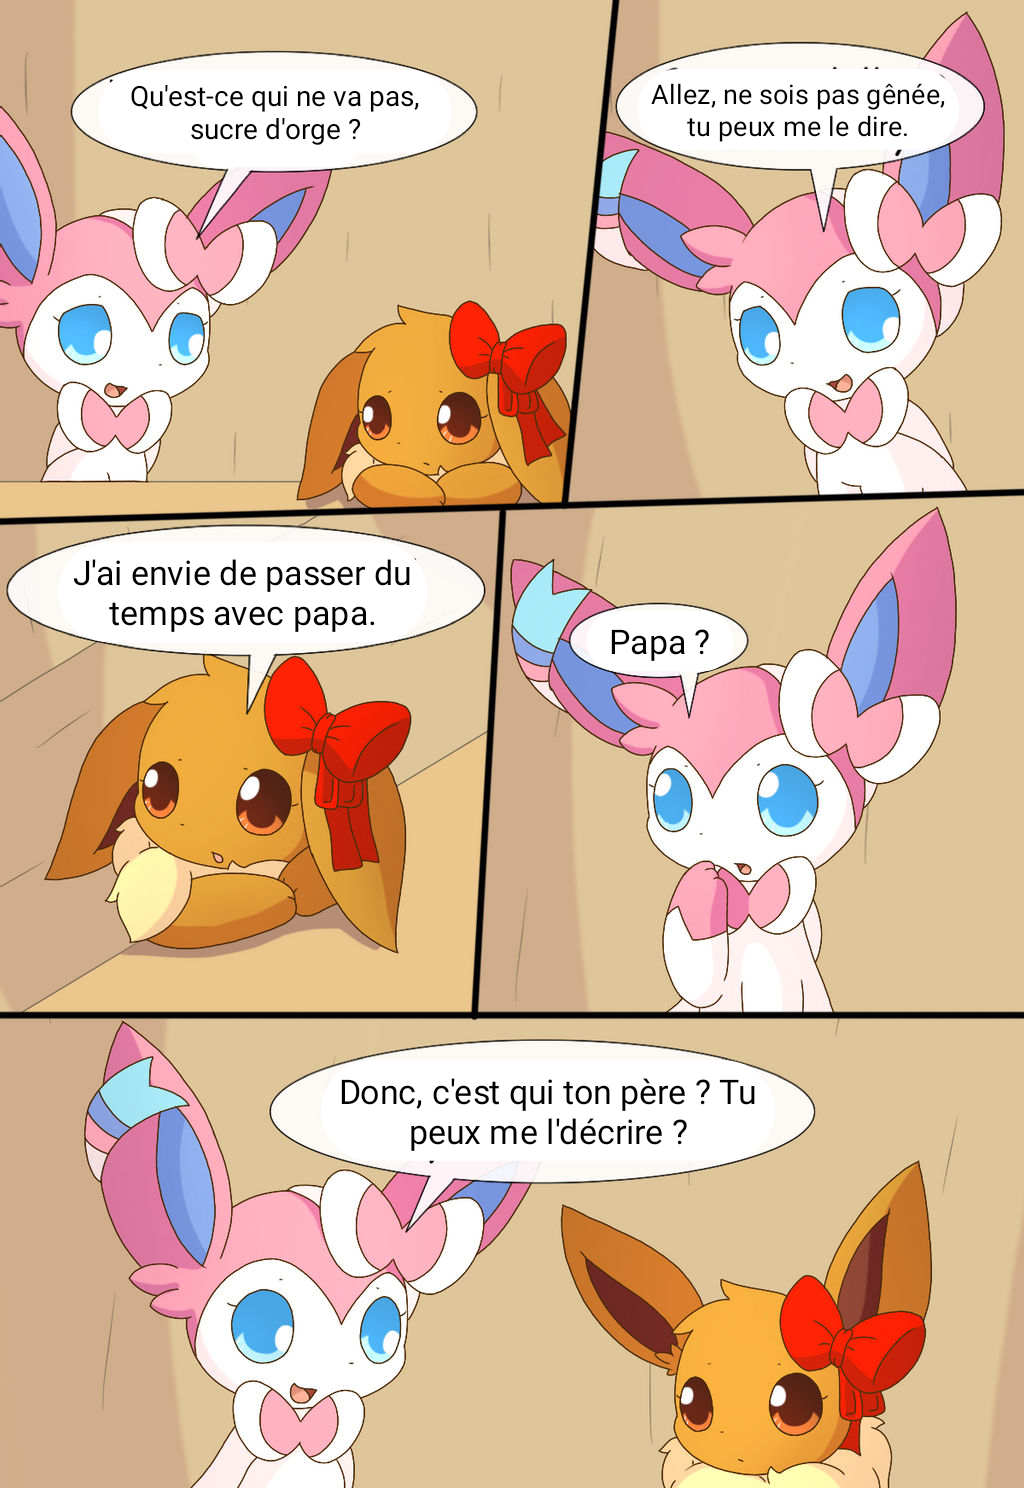 Qu'est-ce qui ne va pas,
sucre d'orge ?
Allez, ne sois pas gênée,
tu peux me le dire.
J'ai envie de passer du
temps avec papa.
Papa ?
Donc, c'est qui ton père ? Tu
peux me l'décrire ?